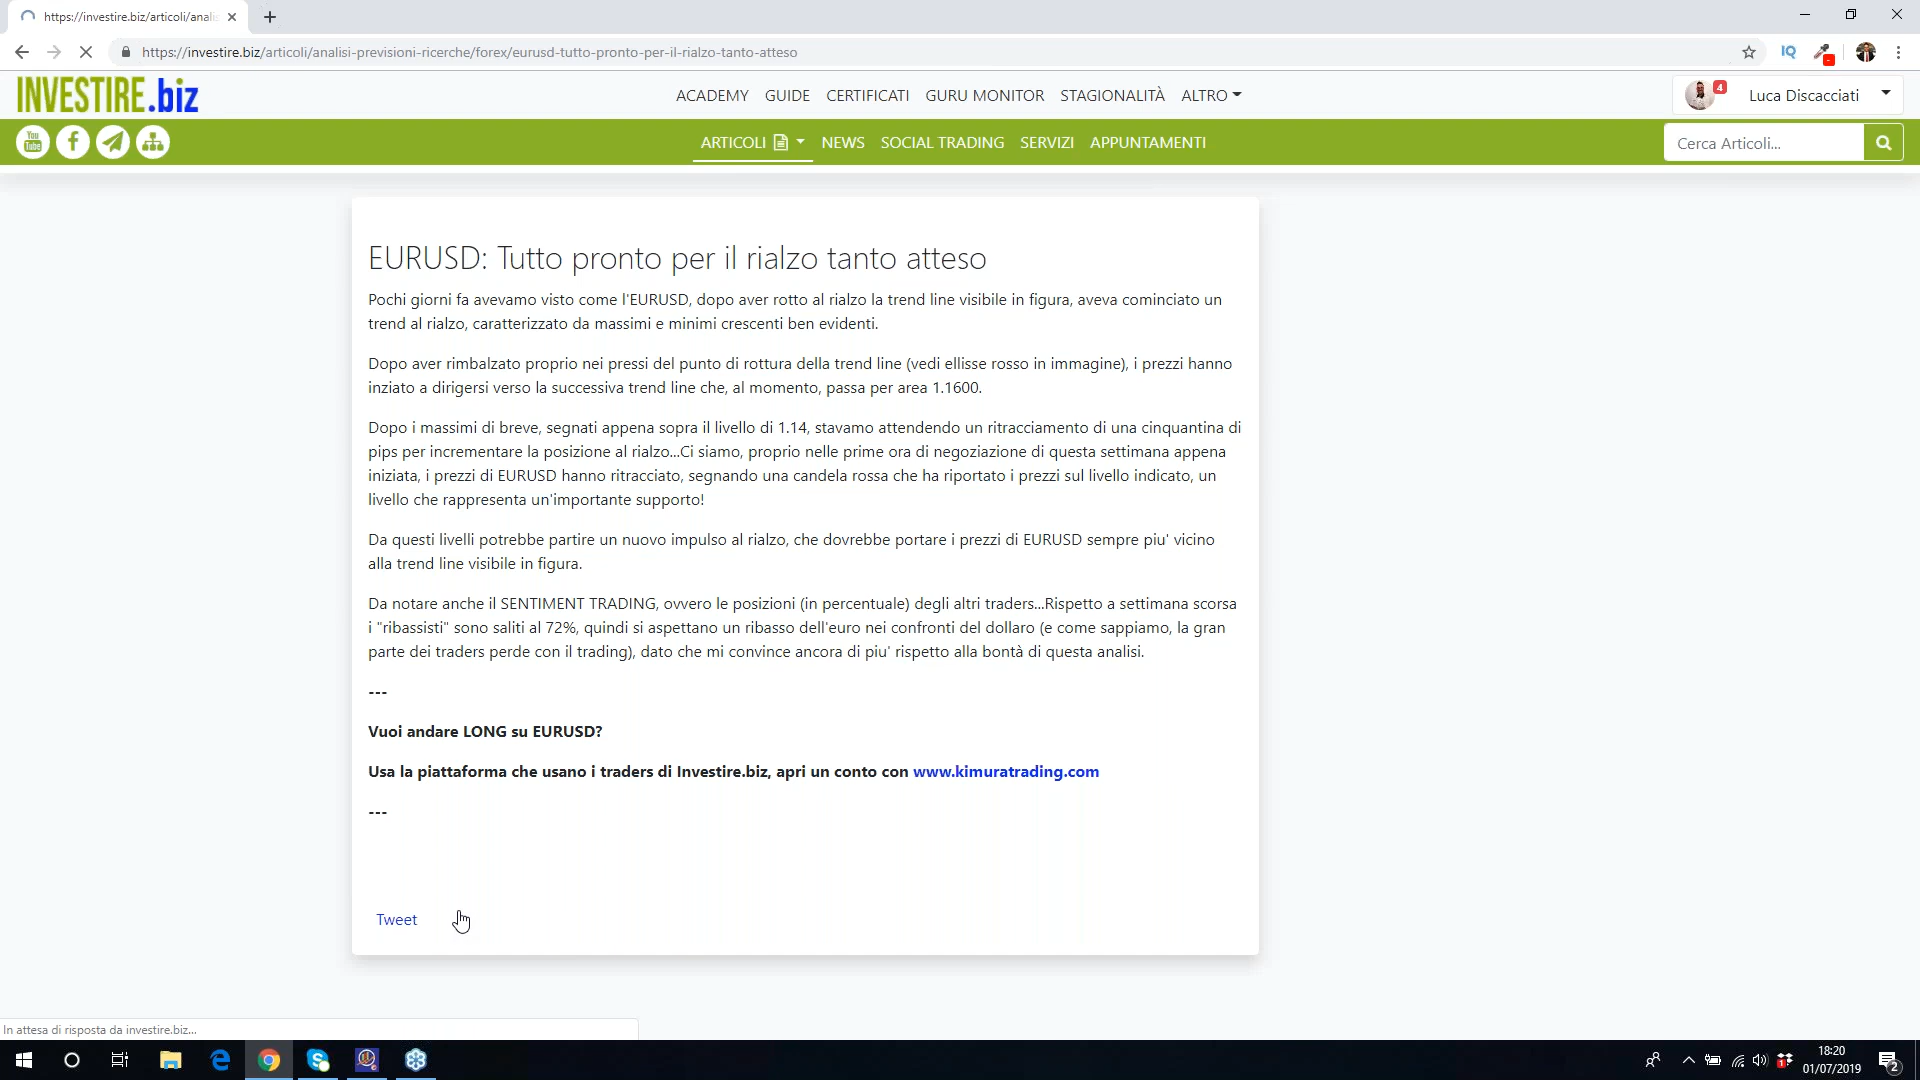 https://investire.biz/articoli/anali
https://investire.biz/articoli/analisi-previsioni-ricerche/forex/eurusd-tutto-pronto-per-il-rialzo-tanto-atteso
IQ
INVESTIRE.biz
ACADEMY GUIDE CERTIFICATI GURU MONITOR STAGIONALITÀ ALTRO
4
Luca Discacciati
You Tube
ARTICOLI NEWS SOCIAL TRADING SERVIZI APPUNTAMENTI
Cerca Articoli...
EURUSD: Tutto pronto per il rialzo tanto atteso
Pochi giorni fa avevamo visto come l'EURUSD, dopo aver rotto al rialzo la trend line visibile in figura, aveva cominciato un
trend al rialzo, caratterizzato da massimi e minimi crescenti ben evidenti.
Dopo aver rimbalzato proprio nei pressi del punto di rottura della trend line (vedi ellisse rosso in immagine), i prezzi hanno
inziato a dirigersi verso la successiva trend line che, al momento, passa per area 1.1600.
Dopo i massimi di breve, segnati appena sopra il livello di 1.14, stavamo attendendo un ritracciamento di una cinquantina di
pips per incrementare la posizione al rialzo...Ci siamo, proprio nelle prime ora di negoziazione di questa settimana appena
iniziata, i prezzi di EURUSD hanno ritracciato, segnando una candela rossa che ha riportato i prezzi sul livello indicato, un
livello che rappresenta un'importante supporto!
Da questi livelli potrebbe partire un nuovo impulso al rialzo, che dovrebbe portare i prezzi di EURUSD sempre piu' vicino
alla trend line visibile in figura.
Da notare anche il SENTIMENT TRADING, ovvero le posizioni (in percentuale) degli altri traders...Rispetto a settimana scorsa
i "ribassisti" sono saliti al 72%, quindi si aspettano un ribasso dell'euro nei confronti del dollaro (e come sappiamo, la gran
parte dei traders perde con il trading), dato che mi convince ancora di piu' rispetto alla bontà di questa analisi.
---
Vuoi andare LONG su EURUSD?
Usa la piattaforma che usano i traders di Investire.biz, apri un conto con www.kimuratrading.com
---
Tweet
In attesa di risposta da investire.biz...
18:20
01/07/2019
2